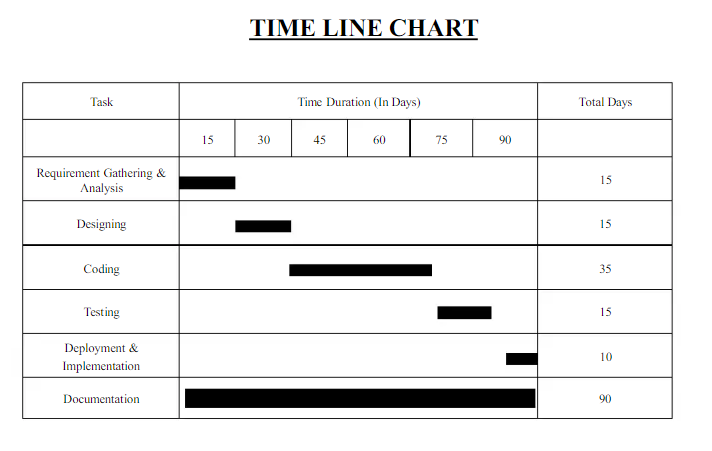 TIME LINE CHART
Task Time Duration (In Days) Total Days
15 30 45 60 75 90
Requirement Gathering &
Analysis
15
Designing 15
Coding 35
Testing 15
Deployment &
Implementation
10
Documentation 90